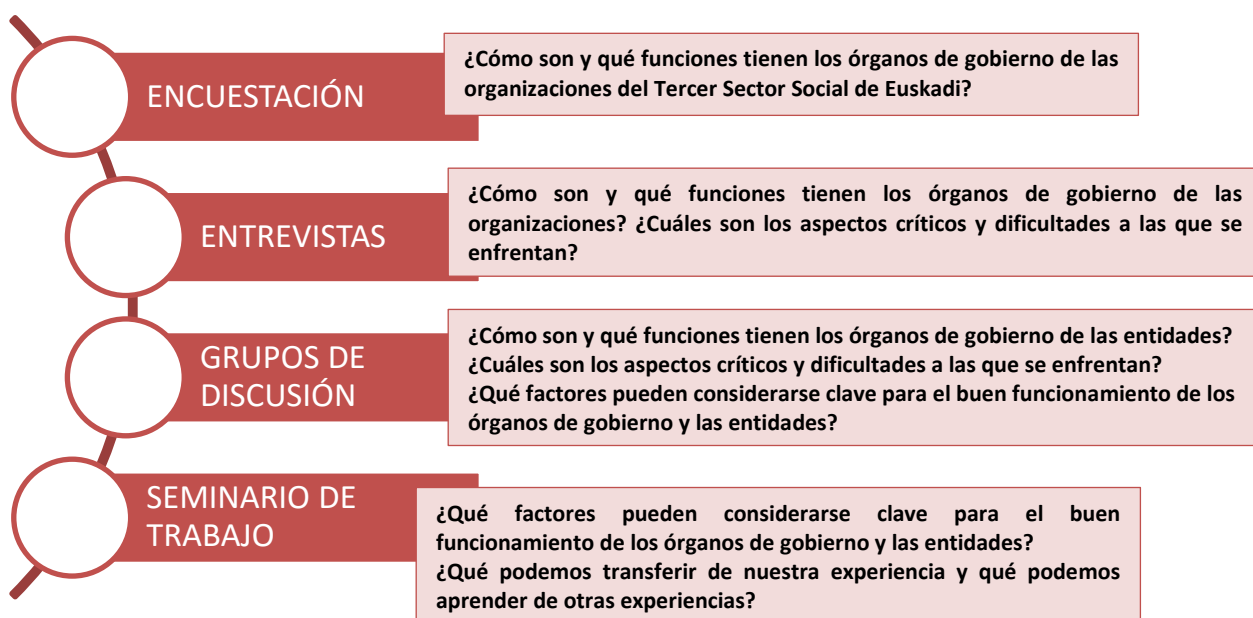 ENCUESTACIÓN
¿Cómo son y qué funciones tienen los órganos de gobierno de las
organizaciones del Tercer Sector Social de Euskadi?
ENTREVISTAS
¿Cómo son y qué funciones tienen los órganos de gobierno de las
organizaciones? ¿Cuáles son los aspectos críticos y dificultades a las que se
enfrentan?
GRUPOS DE
DISCUSIÓN
¿Cómo son y qué funciones tienen los órganos de gobierno de las entidades?
¿Cuáles son los aspectos críticos y dificultades a las que se enfrentan?
¿Qué factores pueden considerarse clave para el buen funcionamiento de los
órganos de gobierno y las entidades?
SEMINARIO DE
TRABAJO
¿Qué factores pueden considerarse clave para el buen
funcionamiento de los órganos de gobierno y las entidades?
¿Qué podemos transferir de nuestra experiencia y qué podemos
aprender de otras experiencias?